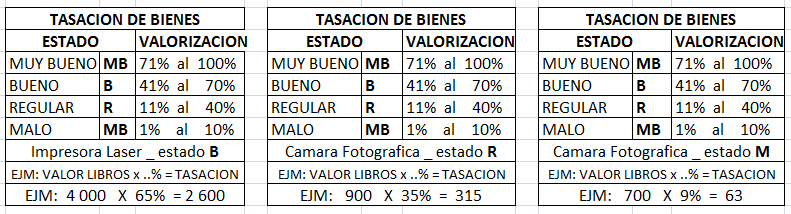 TASACION DE BIENES
ESTADO VALORIZACION
MUY BUENO MB 71% al 100%
BUENO B 41% al 70%
REGULAR R 11% al 40%
MALO MB 1% al 10%
Impresora Laser _ estado B
EJM: VALOR LIBROS x ..% = TASACION
EJM: 4 000 X 65% = 2 600
TASACION DE BIENES
ESTADO VALORIZACION
MUY BUENO MB 71% al 100%
BUENO B 41% al 70%
REGULAR R 11% al 40%
MALO MB 1% al 10%
Camara Fotografica _ estado R
EJM: VALOR LIBROS x ..% = TASACION
EJM: 900 X 35% = 315
TASACION DE BIENES
ESTADO VALORIZACION
MUY BUENO MB 71% al 100%
BUENO B 41% al 70%
REGULAR R 11% al 40%
MALO MB 1% al 10%
Camara Fotografica _ estado M
EJM: VALOR LIBROS x ..% = TASACION
EJM: 700 X 9% = 63